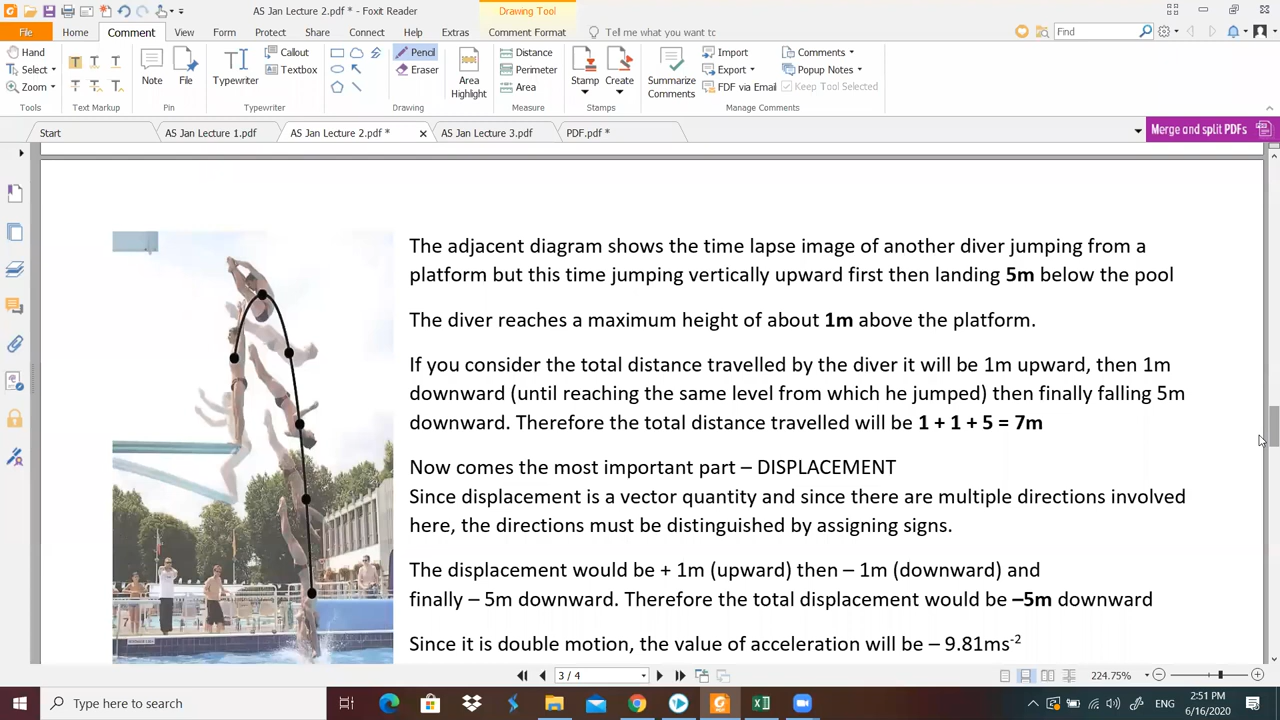 AS Jan Lecture 2.pdf * - Foxit Reader
Drawing Tool
File Home Comment View Form Protect Share Connect Help Extras Comment Format Tell me what you want tc Find
Hand
Select
Zoom
Tools
Text Markup
Note
File
Pin
Typewriter
Callout
Textbox
Typewriter
Pencil
Eraser
Drawing
Area Highlight
Distance
Perimeter
Area
Measure
Stamp
Create
Stamps
Summarize Comments
Import
Export
FDF via Email
Comments
Popup Notes
Keep Tool Selected
Manage Comments
Start AS Jan Lecture 1.pdf AS Jan Lecture 2.pdf * AS Jan Lecture 3.pdf PDF.pdf * Merge and split PDFs
The adjacent diagram shows the time lapse image of another diver jumping from a
platform but this time jumping vertically upward first then landing 5m below the pool
The diver reaches a maximum height of about 1m above the platform.
If you consider the total distance travelled by the diver it will be 1m upward, then 1m
downward (until reaching the same level from which he jumped) then finally falling 5m
downward. Therefore the total distance travelled will be 1 + 1 + 5 = 7m
Now comes the most important part – DISPLACEMENT
Since displacement is a vector quantity and since there are multiple directions involved
here, the directions must be distinguished by assigning signs.
The displacement would be + 1m (upward) then – 1m (downward) and
finally – 5m downward. Therefore the total displacement would be –5m downward
Since it is double motion, the value of acceleration will be – 9.81ms-2
7
3 / 4
224.75%
Type here to search
ENG
2:51 PM
6/16/2020